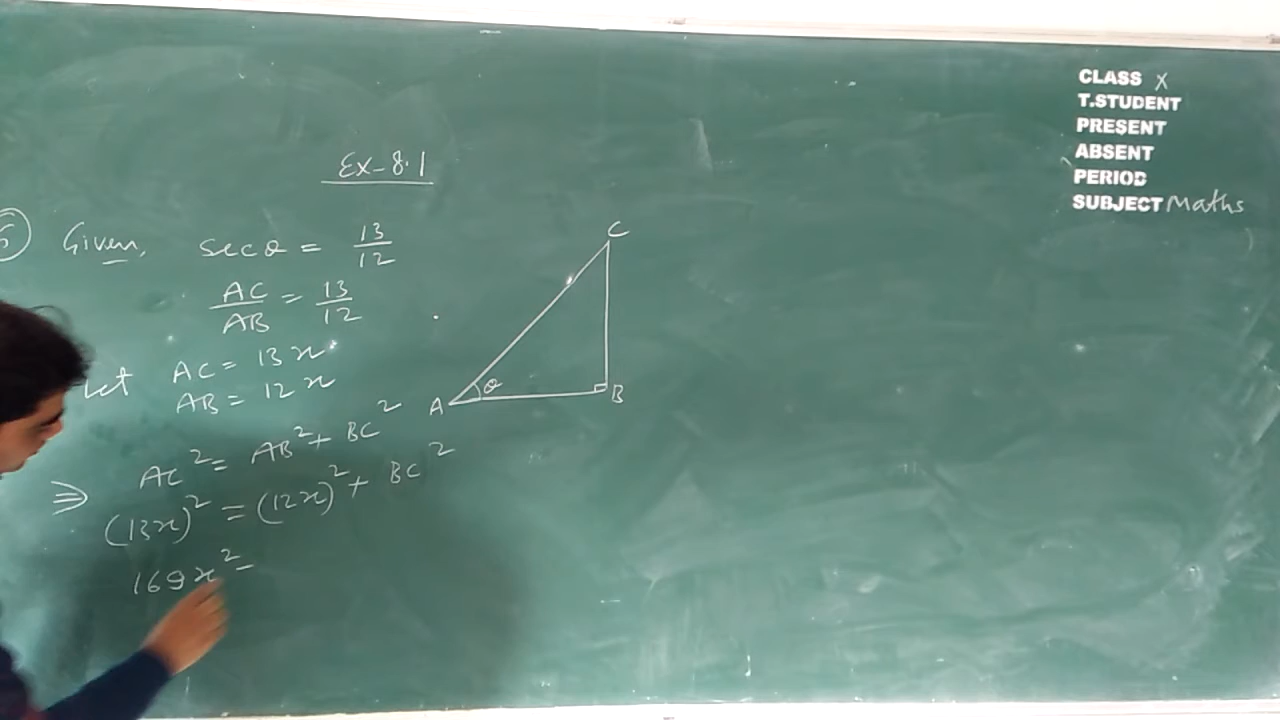 CLASS X
T.STUDENT
PRESENT
ABSENT
PERIOD
SUBJECT Maths
Ex-8.1
Given, secθ = 13/12
AC/AB = 13/12
Let AC = 13x
AB = 12x
⇒ AC² = AB² + BC²
(13x)² = (12x)² + BC²
169x² -
C
A θ B